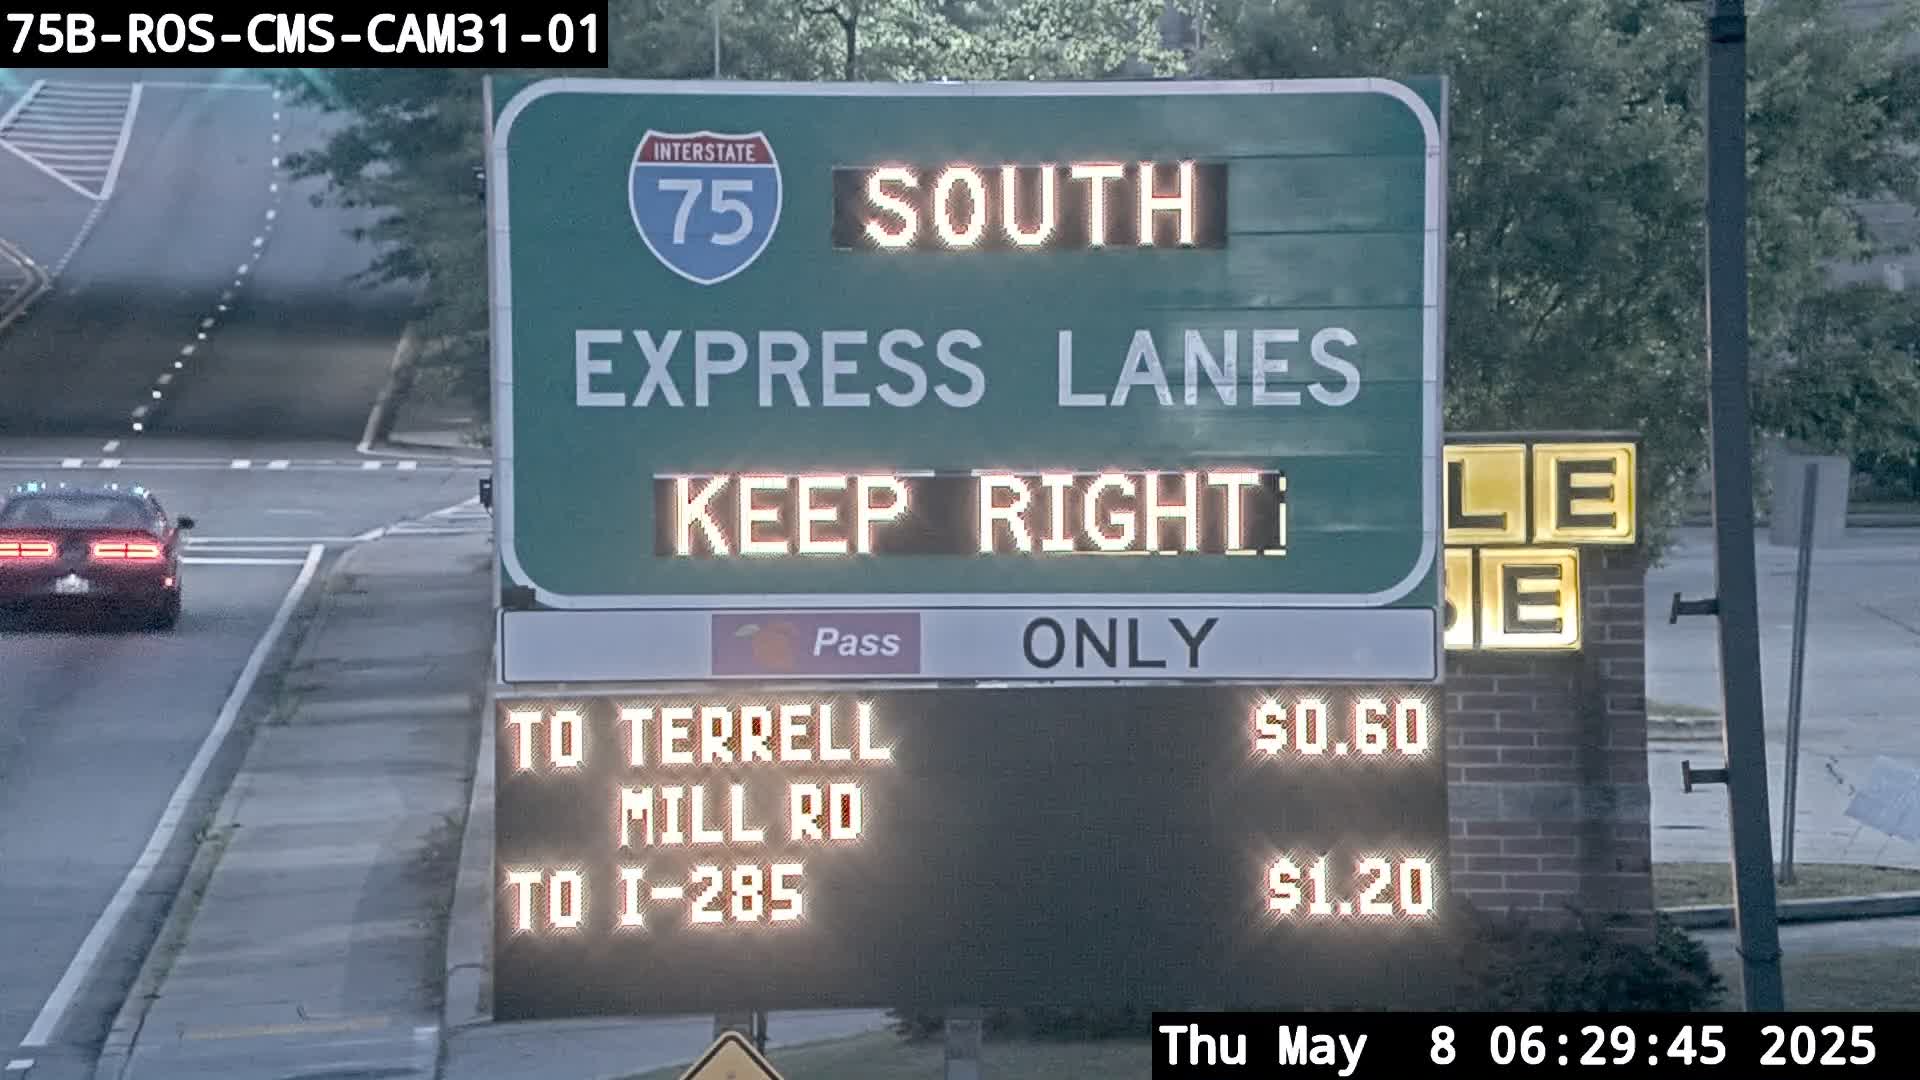 75B-ROS-CMS-CAM31-01
INTERSTATE
75
SOUTH
EXPRESS LANES
KEEP RIGHT
LE
E
Pass ONLY
TO TERRELL $0.60
MILL RD
TO I-285 $1.20
Thu May 8 06:29:45 2025